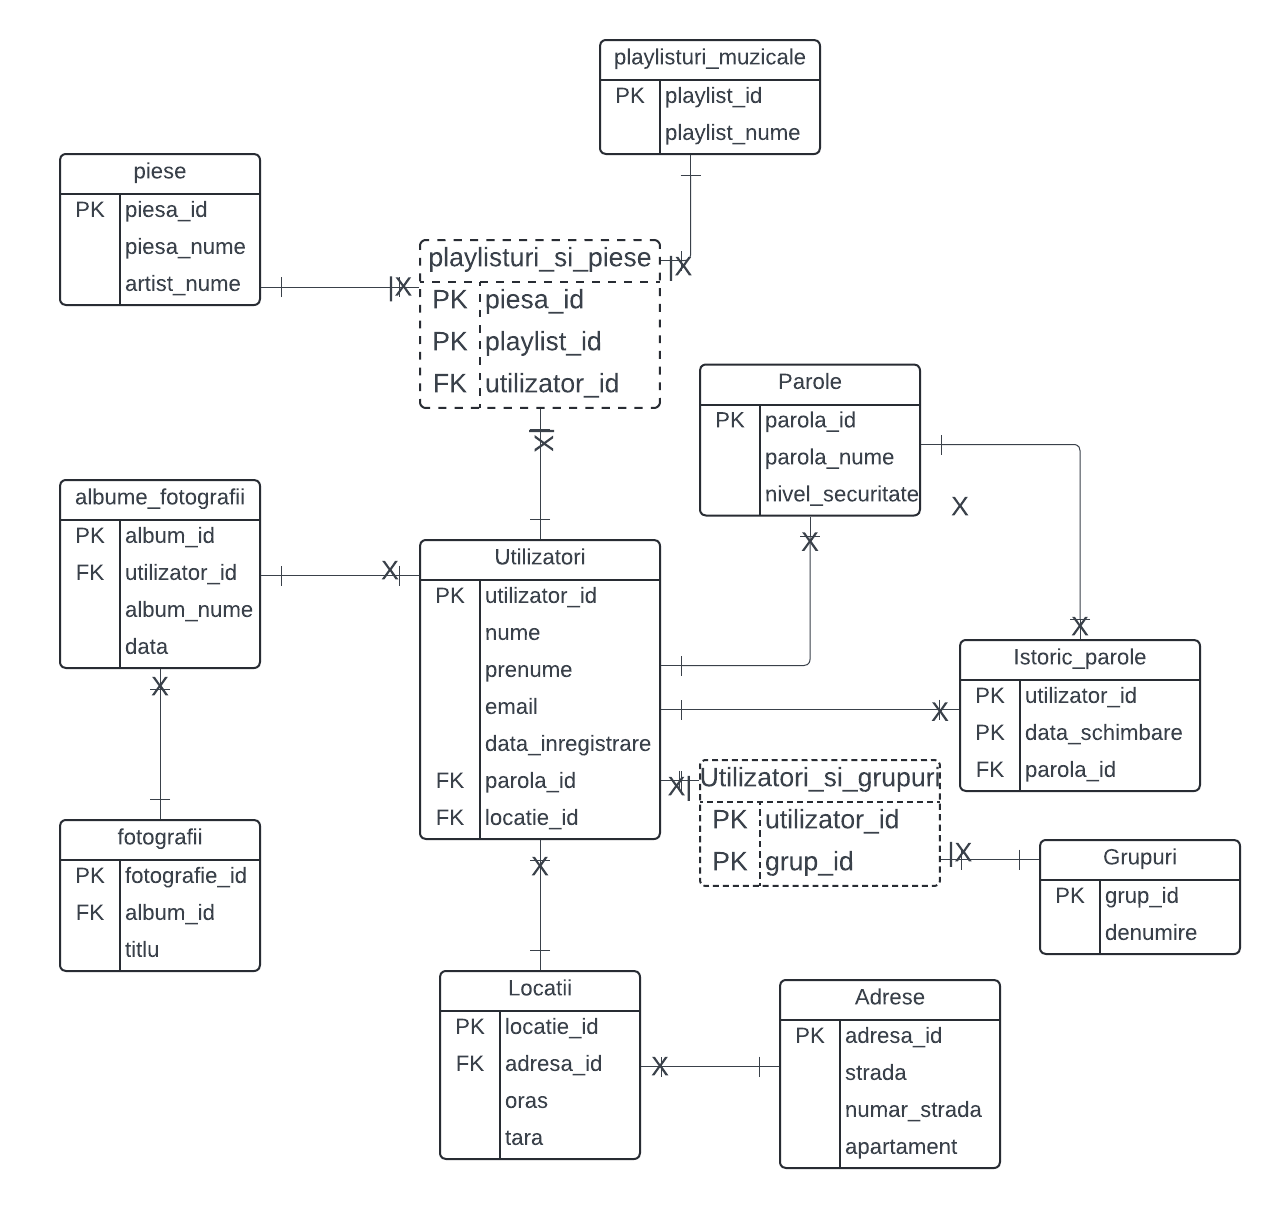 playlisturi_muzicale
PK playlist_id
playlist_nume
piese
PK piesa_id
piesa_nume
artist_nume
playlisturi_si_piese
PK piesa_id
PK playlist_id
FK utilizator_id
Parole
PK parola_id
parola_nume
nivel_securitate
X
albume_fotografii
PK album_id
FK utilizator_id
album_nume
data
Utilizatori
PK utilizator_id
nume
prenume
email
data_inregistrare
FK parola_id
FK locatie_id
Istoric_parole
PK utilizator_id
PK data_schimbare
FK parola_id
Utilizatori_si_grupuri
PK utilizator_id
PK grup_id
fotografii
PK fotografie_id
FK album_id
titlu
Grupuri
PK grup_id
denumire
Locatii
PK locatie_id
FK adresa_id
oras
tara
Adrese
PK adresa_id
strada
numar_strada
apartament